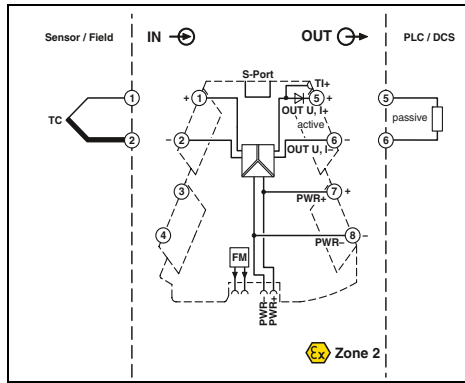 Sensor / Field
IN
OUT
PLC / DCS
S-Port
TI+
1
+ 1
5 +
5
OUT U, I+
TC
active
passive
2
– 2
6 –
6
OUT U, I–
3
7 +
PWR+
4
8 –
PWR–
FM
PWR–
PWR+
Ex Zone 2